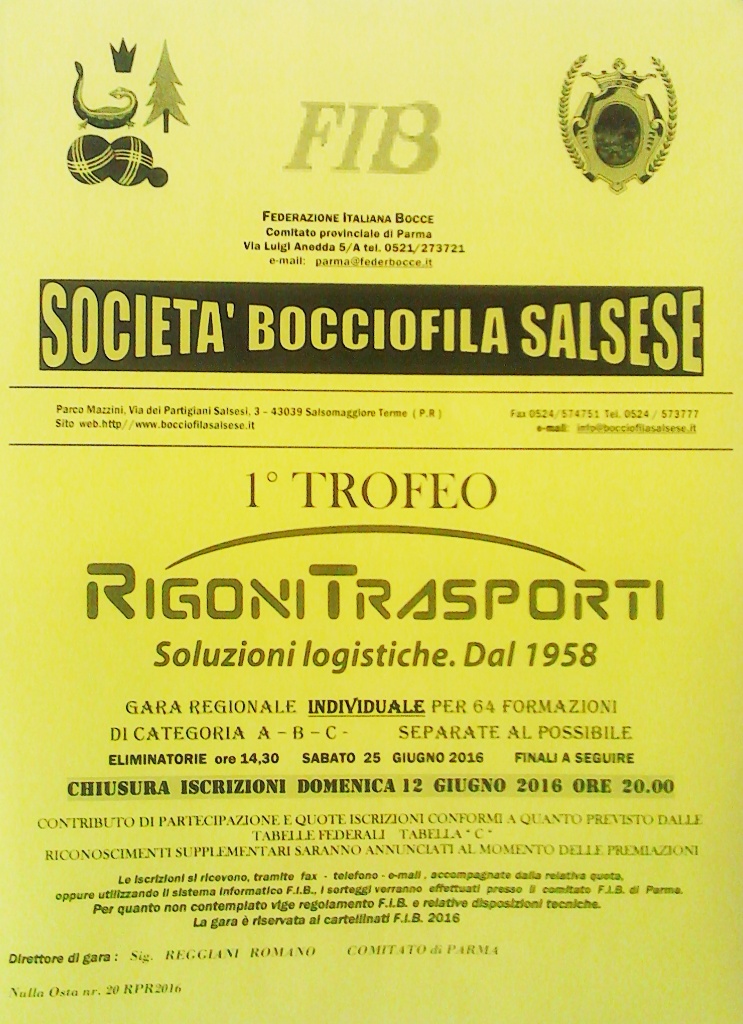 FIB
FEDERAZIONE ITALIANA BOCCE
Comitato provinciale di Parma
Via Luigi Anedda 5/A tel. 0521/273721
e-mail: parma@federbocce.it
SOCIETA' BOCCIOFILA SALSESE
Parco Mazzini, Via dei Partigiani Salsesi, 3 - 43039 Salsomaggiore Terme ( P.R )
Fax 0524/ 574751 Tel. 0524 / 573777
Sito web.http//www.bocciofilasalsese.it
e-mail: info@bocciofilasalsese.it
1° TROFEO
RIGONITRASPORTI
Soluzioni logistiche. Dal 1958
GARA REGIONALE INDIVIDUALE PER 64 FORMAZIONI
DI CATEGORIA A – B – C - SEPARATE AL POSSIBILE
ELIMINATORIE ore 14,30 SABATO 25 GIUGNO 2016 FINALI A SEGUIRE
CHIUSURA ISCRIZIONI DOMENICA 12 GIUGNO 2016 ORE 20.00
CONTRIBUTO DI PARTECIPAZIONE E QUOTE ISCRIZIONI CONFORMI A QUANTO PREVISTO DALLE
TABELLE FEDERALI TABELLA " C "
RICONOSCIMENTI SUPPLEMENTARI SARANNO ANNUNCIATI AL MOMENTO DELLE PREMIAZIONI
Le iscrizioni si ricevono, tramite fax - telefono - e-mail , accompagnate dalla relativa quota,
oppure utilizzando il sistema informatico F.I.B., i sorteggi verranno effettuati presso il comitato F.I.B. di Parma.
Per quanto non contemplato vige regolamento F.I.B. e relative disposizioni tecniche.
La gara è riservata ai cartellinati F.I.B. 2016
Direttore di gara : Sig. REGGIANI ROMANO COMITATO di PARMA
Nulla Osta nr. 20 RPR2016